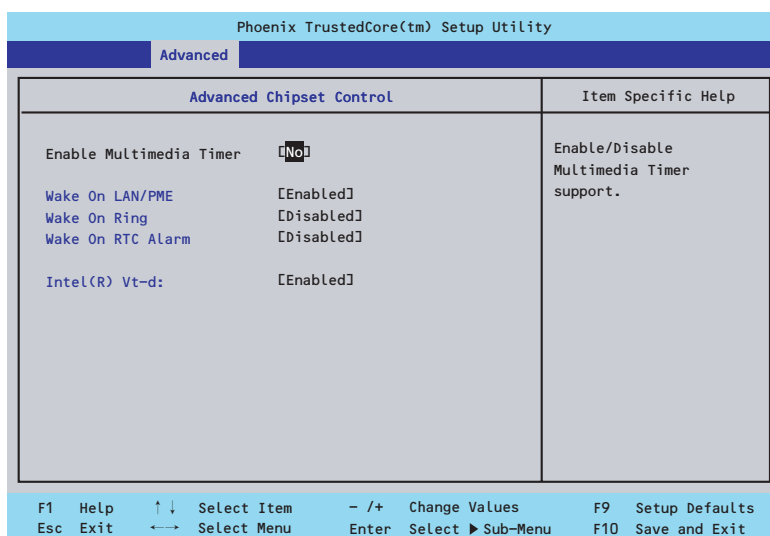 Phoenix TrustedCore(tm) Setup Utility
Advanced
Advanced Chipset Control
Item Specific Help
Enable Multimedia Timer [No]
Enable/Disable
Multimedia Timer
support.
Wake On LAN/PME [Enabled]
Wake On Ring [Disabled]
Wake On RTC Alarm [Disabled]
Intel(R) Vt-d: [Enabled]
F1 Help ↑↓ Select Item - /+ Change Values F9 Setup Defaults
Esc Exit ←→ Select Menu Enter Select ▶ Sub-Menu F10 Save and Exit